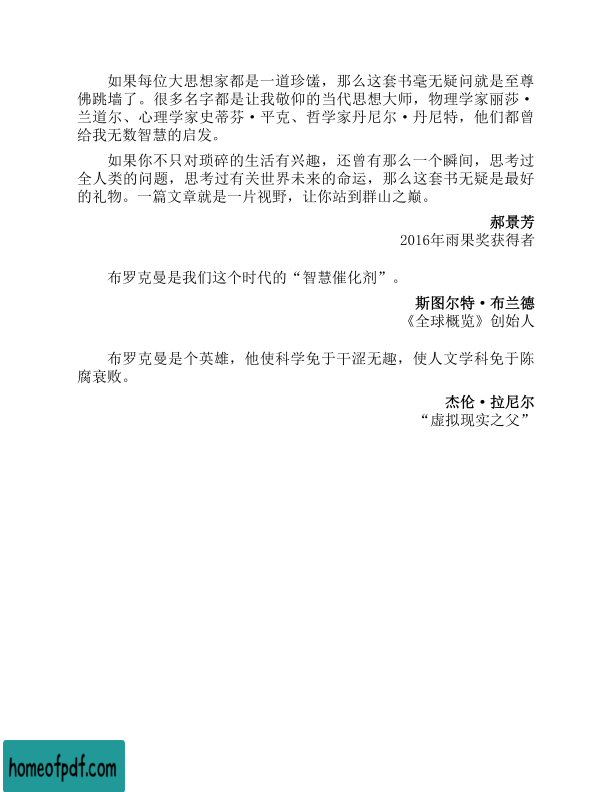 如果每位大思想家都是一道珍馐，那么这套书毫无疑问就是至尊
佛跳墙了。很多名字都是让我敬仰的当代思想大师，物理学家丽莎·
兰道尔、心理学家史蒂芬·平克、哲学家丹尼尔·丹尼特，他们都曾
给我无数智慧的启发。
如果你不只对琐碎的生活有兴趣，还曾有那么一个瞬间，思考过
全人类的问题，思考过有关世界未来的命运，那么这套书无疑是最好
的礼物。一篇文章就是一片视野，让你站到群山之巅。
郝景芳
2016年雨果奖获得者
布罗克曼是我们这个时代的“智慧催化剂”。
斯图尔特·布兰德
《全球概览》创始人
布罗克曼是个英雄，他使科学免于干涩无趣，使人文学科免于陈
腐衰败。
杰伦·拉尼尔
“虚拟现实之父”
homeofpdf.com